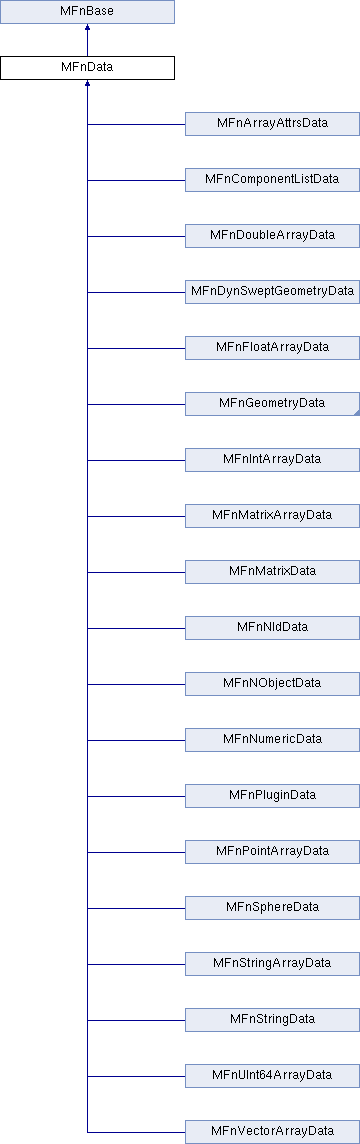 MFnBase
MFnData
MFnArrayAttrsData
MFnComponentListData
MFnDoubleArrayData
MFnDynSweptGeometryData
MFnFloatArrayData
MFnGeometryData
MFnIntArrayData
MFnMatrixArrayData
MFnMatrixData
MFnNIdData
MFnNObjectData
MFnNumericData
MFnPluginData
MFnPointArrayData
MFnSphereData
MFnStringArrayData
MFnStringData
MFnUInt64ArrayData
MFnVectorArrayData